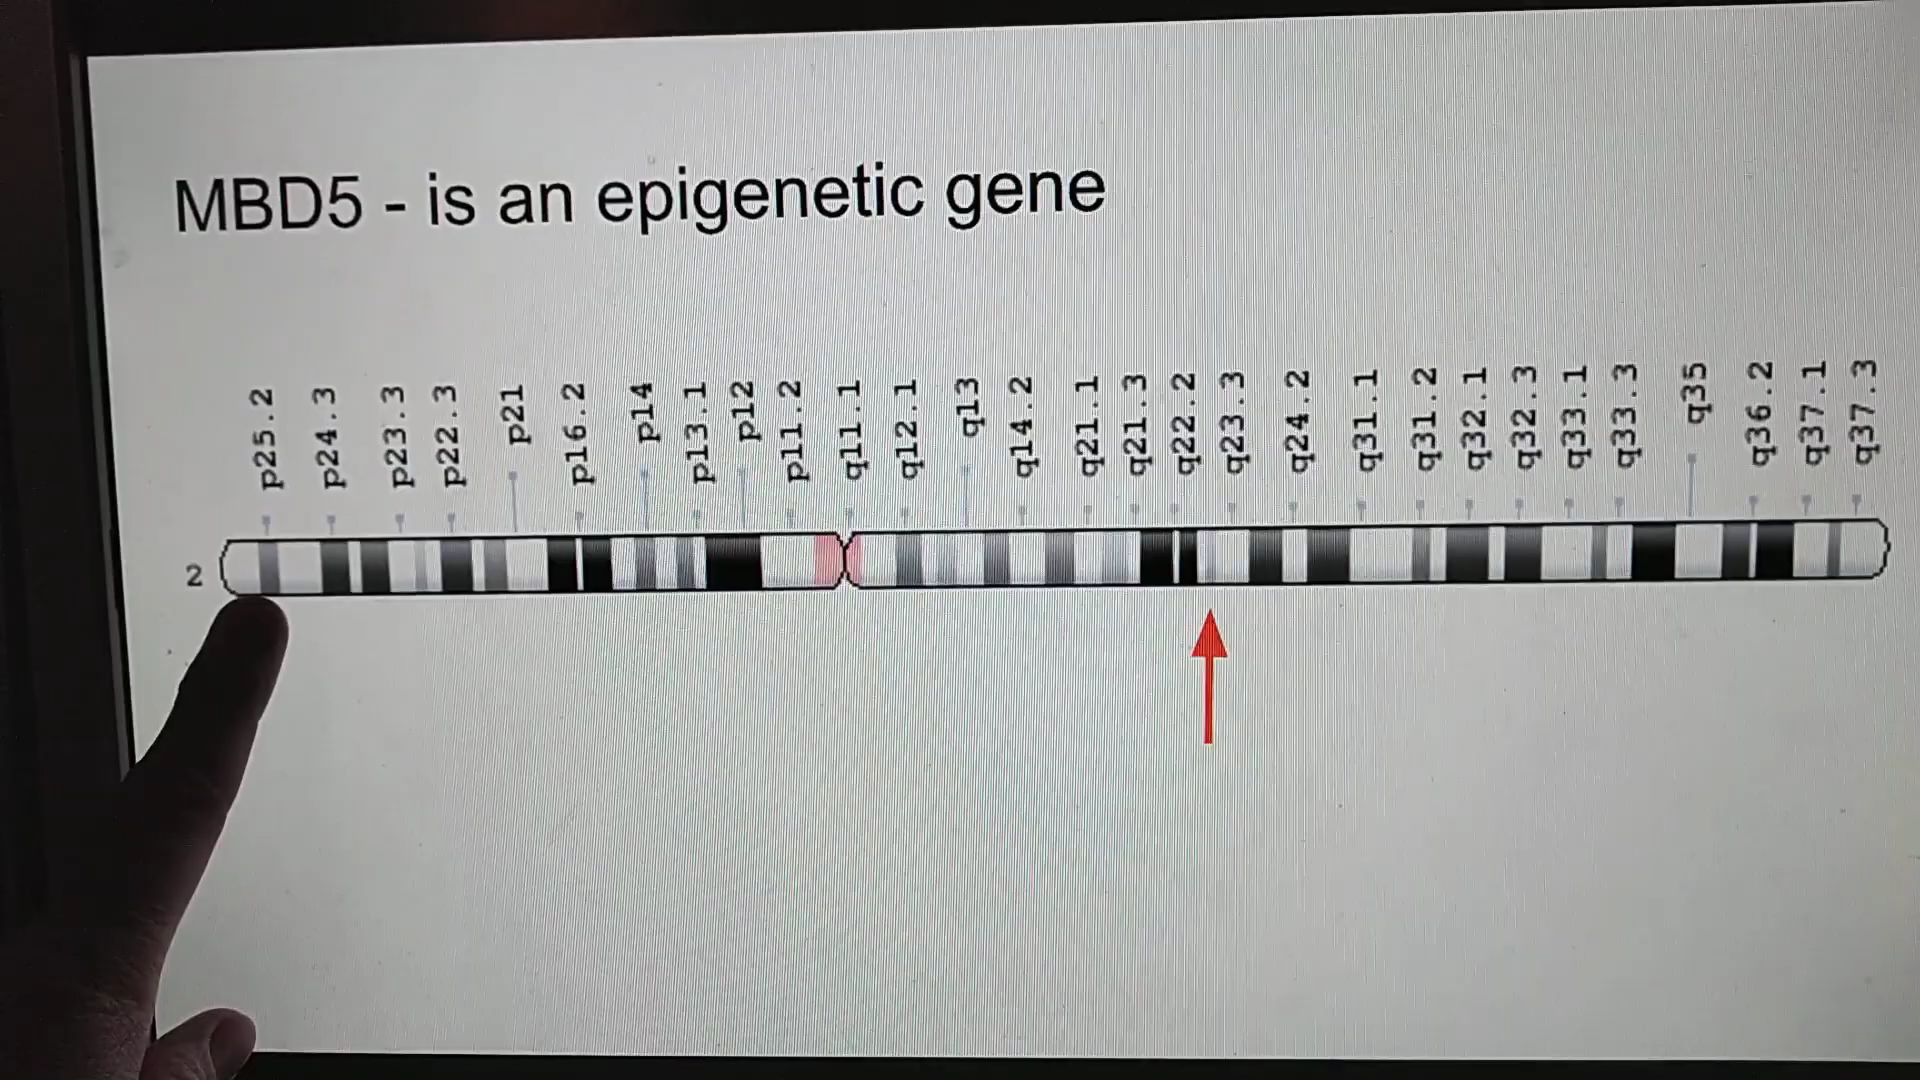 MBD5 - is an epigenetic gene
p25.2 p24.3 p23.3 p22.3 p21 p16.2 p14 p13.1 p12 p11.2 q11.1 q12.1 q13 q14.2 q21.1 q21.3 q22.2 q23.3 q24.2 q31.1 q31.2 q32.1 q32.3 q33.1 q33.3 q35 q36.2 q37.1 q37.3
2